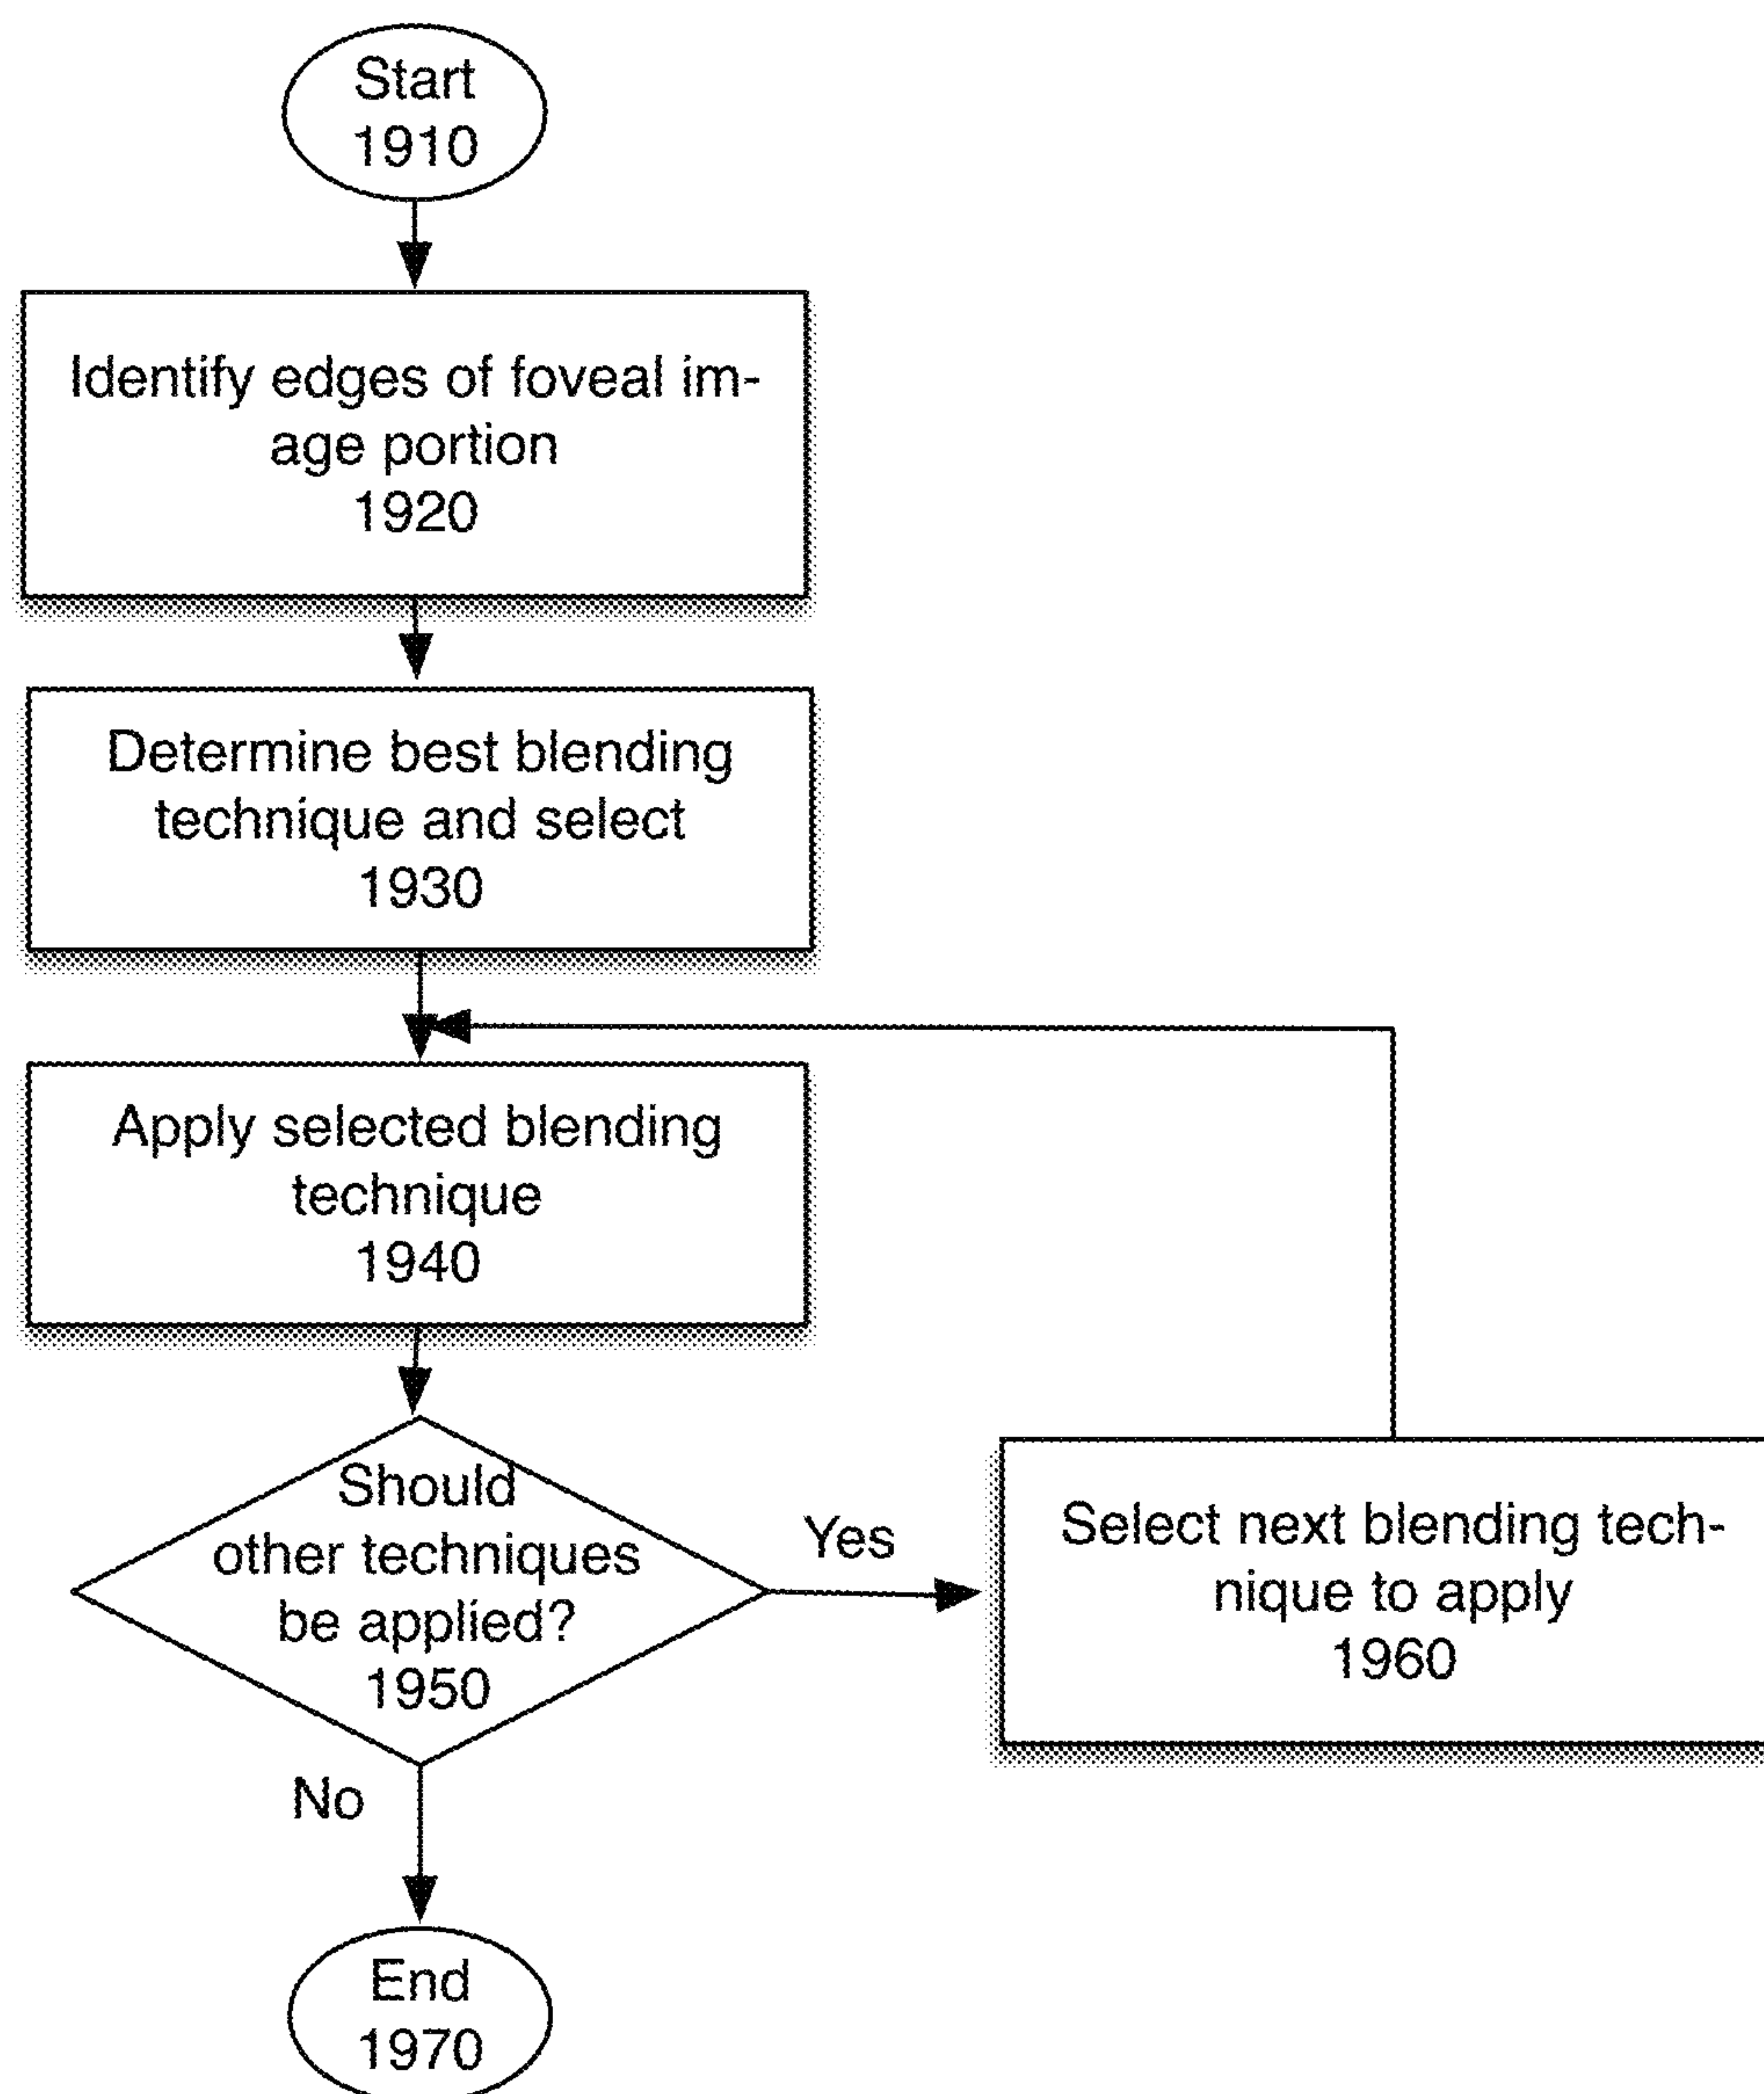 Start
1910
Identify edges of foveal im-
age portion
1920
Determine best blending
technique and select
1930
Apply selected blending
technique
1940
Should
other techniques
be applied?
1950
Yes
Select next blending tech-
nique to apply
1960
No
End
1970